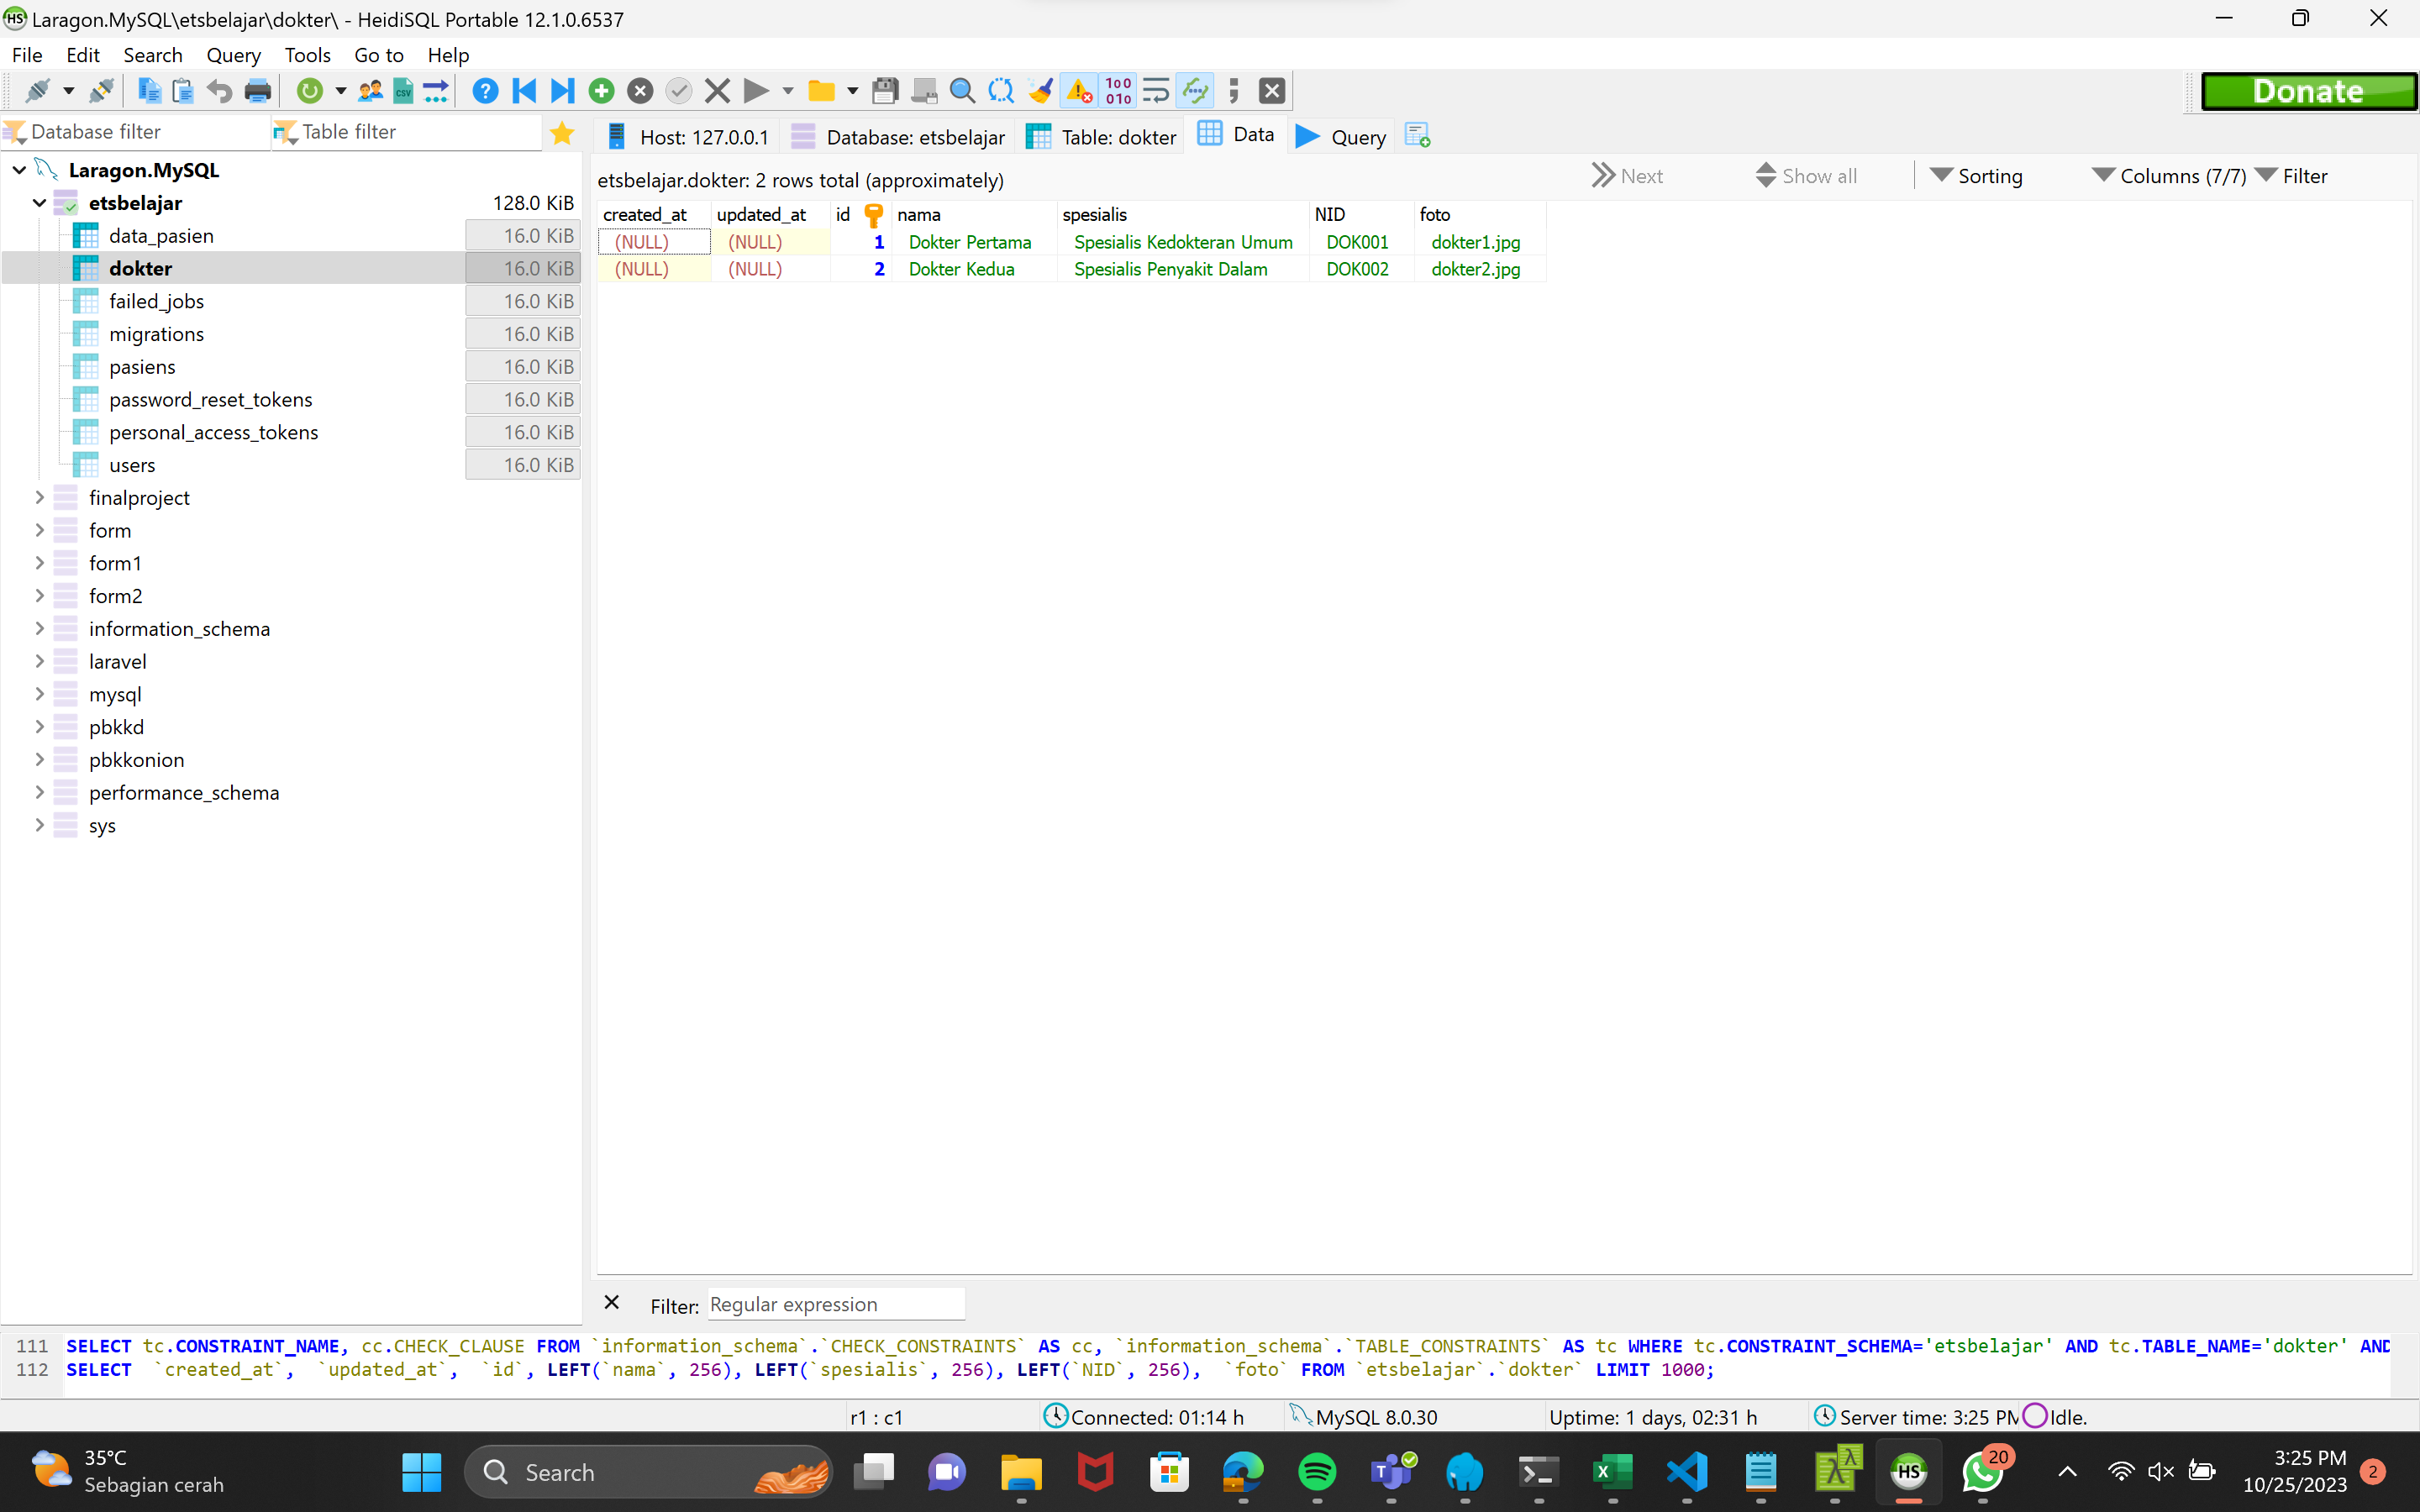 Laragon.MySQL\etsbelajar\dokter\ - HeidiSQL Portable 12.1.0.6537
File Edit Search Query Tools Go to Help
Donate
Database filter Table filter
Host: 127.0.0.1 Database: etsbelajar Table: dokter Data Query
etsbelajar.dokter: 2 rows total (approximately) Next Show all Sorting Columns (7/7) Filter
Laragon.MySQL
etsbelajar 128.0 KiB
data_pasien 16.0 KiB
dokter 16.0 KiB
failed_jobs 16.0 KiB
migrations 16.0 KiB
pasiens 16.0 KiB
password_reset_tokens 16.0 KiB
personal_access_tokens 16.0 KiB
users 16.0 KiB
finalproject
form
form1
form2
information_schema
laravel
mysql
pbkkd
pbkkonion
performance_schema
sys
created_at updated_at id nama spesialis NID foto
(NULL) (NULL) 1 Dokter Pertama Spesialis Kedokteran Umum DOK001 dokter1.jpg
(NULL) (NULL) 2 Dokter Kedua Spesialis Penyakit Dalam DOK002 dokter2.jpg
Filter: Regular expression
111 SELECT tc.CONSTRAINT_NAME, cc.CHECK_CLAUSE FROM `information_schema`.`CHECK_CONSTRAINTS` AS cc, `information_schema`.`TABLE_CONSTRAINTS` AS tc WHERE tc.CONSTRAINT_SCHEMA='etsbelajar' AND tc.TABLE_NAME='dokter' AND
112 SELECT `created_at`, `updated_at`, `id`, LEFT(`nama`, 256), LEFT(`spesialis`, 256), LEFT(`NID`, 256), `foto` FROM `etsbelajar`.`dokter` LIMIT 1000;
r1 : c1 Connected: 01:14 h MySQL 8.0.30 Uptime: 1 days, 02:31 h Server time: 3:25 PM Idle.
35°C
Sebagian cerah
Search
20
3:25 PM
10/25/2023
2